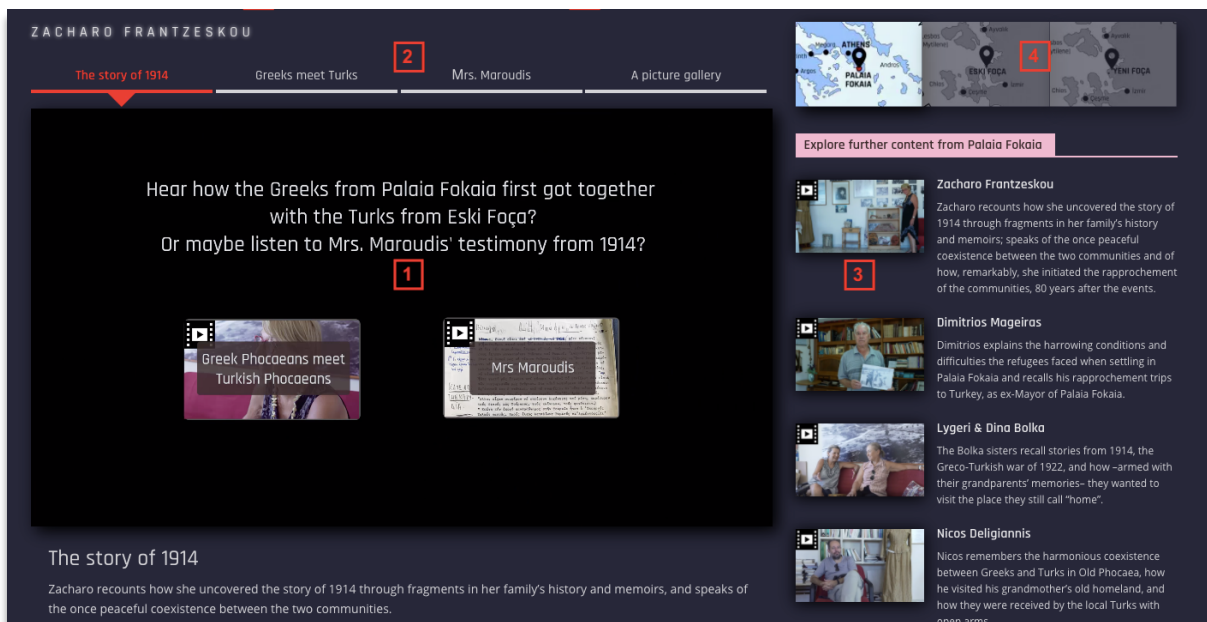 ZACHARO FRANTZESKOU
The story of 1914
Greeks meet Turks
2
Mrs. Maroudis
A picture gallery
Hear how the Greeks from Palaia Fokaia first got together
with the Turks from Eski Foça?
Or maybe listen to Mrs. Maroudis' testimony from 1914?
1
Greek Phocaeans meet
Turkish Phocaeans
Mrs Maroudis
The story of 1914
Zacharo recounts how she uncovered the story of 1914 through fragments in her family's history and memoirs, and speaks of
the once peaceful coexistence between the two communities.
ATHENS
Andros
Argos
PALAIA
FOKAIA
ESKI FOÇA
4
YENI FOÇA
Explore further content from Palaia Fokaia
Zacharo Frantzeskou
Zacharo recounts how she uncovered the story of
1914 through fragments in her family's history
and memoirs; speaks of the once peaceful
coexistence between the two communities and of
how, remarkably, she initiated the rapprochement
of the communities, 80 years after the events.
3
Dimitrios Mageiras
Dimitrios explains the harrowing conditions and
difficulties the refugees faced when settling in
Palaia Fokaia and recalls his rapprochement trips
to Turkey, as ex-Mayor of Palaia Fokaia.
Lygeri & Dina Bolka
The Bolka sisters recall stories from 1914, the
Greco-Turkish war of 1922, and how –armed with
their grandparents' memories– they wanted to
visit the place they still call “home”.
Nicos Deligiannis
Nicos remembers the harmonious coexistence
between Greeks and Turks in Old Phocaea, how
he visited his grandmother's old homeland, and
how they were received by the local Turks with
open arms.